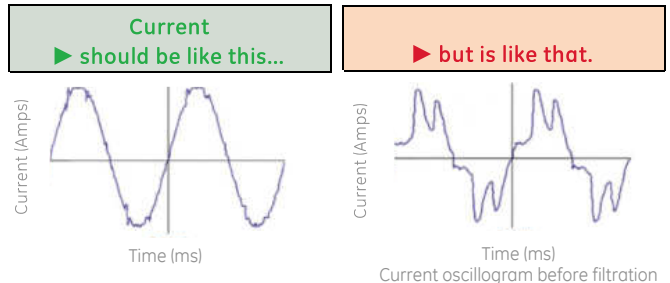 Current
▶ should be like this...
▶ but is like that.
Current (Amps)
Time (ms)
Current (Amps)
Time (ms)
Current oscillogram before filtration